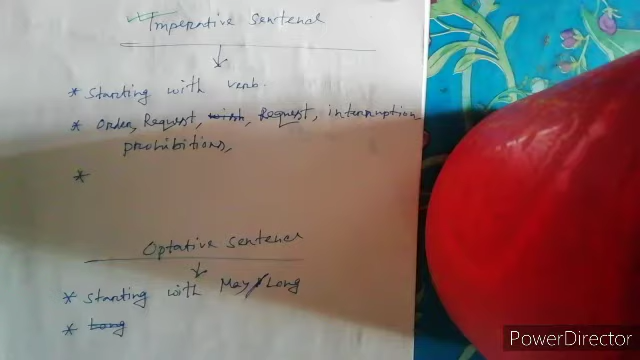 Imperative Sentence
* Starting with verb.
* Order, Request, wish, Request, interruption
prohibitions,
*
Optative Sentence
* Starting with May / Long
* Long
PowerDirector